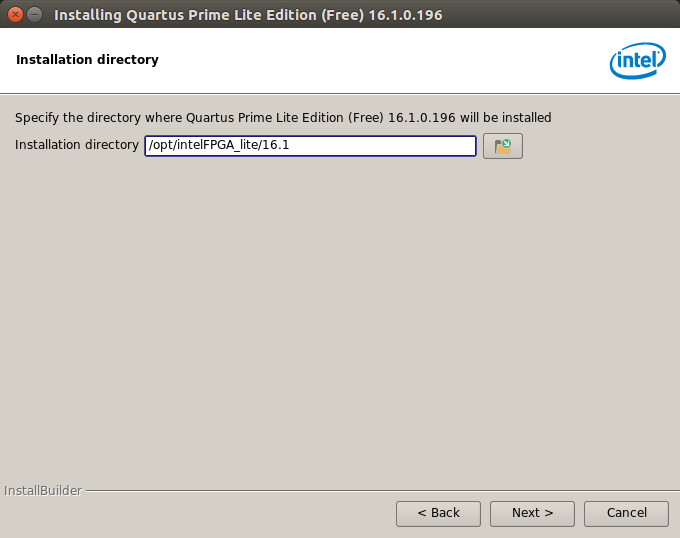 Installing Quartus Prime Lite Edition (Free) 16.1.0.196
Installation directory
intel
Specify the directory where Quartus Prime Lite Edition (Free) 16.1.0.196 will be installed
Installation directory /opt/intelFPGA_lite/16.1
InstallBuilder
< Back Next > Cancel